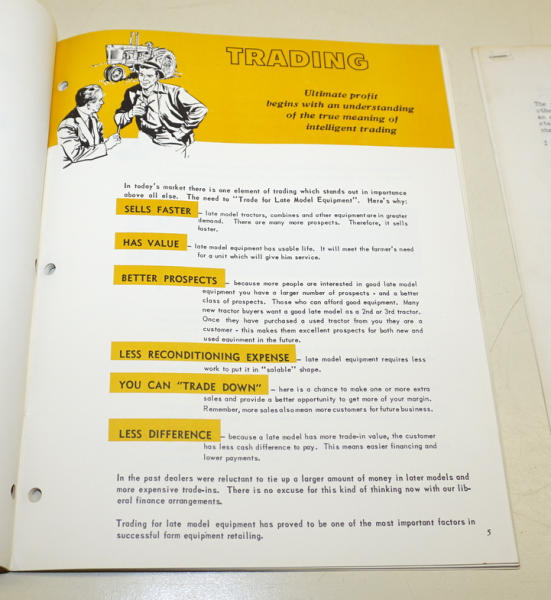 TRADING
Ultimate profit
begins with an understanding
of the true meaning of
intelligent trading
In today's market there is one element of trading which stands out in importance
above all else. The need to "Trade for Late Model Equipment". Here's why:
SELLS FASTER – late model tractors, combines and other equipment are in greater
demand. There are many more prospects. Therefore, it sells
faster.
HAS VALUE – late model equipment has usable life. It will meet the farmer's need
for a unit which will give him service.
BETTER PROSPECTS – because more people are interested in good late model
equipment you have a larger number of prospects - and a better
class of prospects. Those who can afford good equipment. Many
new tractor buyers want a good late model as a 2nd or 3rd tractor.
Once they have purchased a used tractor from you they are a
customer - this makes them excellent prospects for both new and
used equipment in the future.
LESS RECONDITIONING EXPENSE – late model equipment requires less
work to put it in "salable" shape.
YOU CAN "TRADE DOWN" – here is a chance to make one or more extra
sales and provide a better opportunity to get more of your margin.
Remember, more sales also mean more customers for future business.
LESS DIFFERENCE – because a late model has more trade-in value, the customer
has less cash difference to pay. This means easier financing and
lower payments.
In the past dealers were reluctant to tie up a larger amount of money in later models and
more expensive trade-ins. There is no excuse for this kind of thinking now with our lib-
eral finance arrangements.
Trading for late model equipment has proved to be one of the most important factors in
successful farm equipment retailing.
5
The